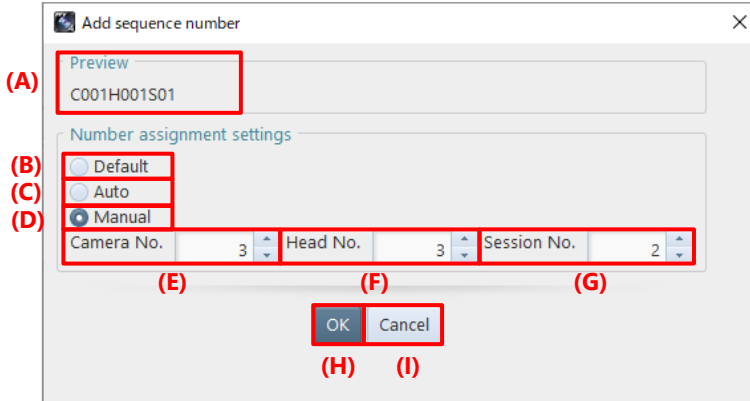 Add sequence number
Preview
(A)
C001H001S01
Number assignment settings
(B) Default
(C) Auto
(D) Manual
Camera No. 3 Head No. 3 Session No. 2
(E) (F) (G)
OK Cancel
(H) (I)